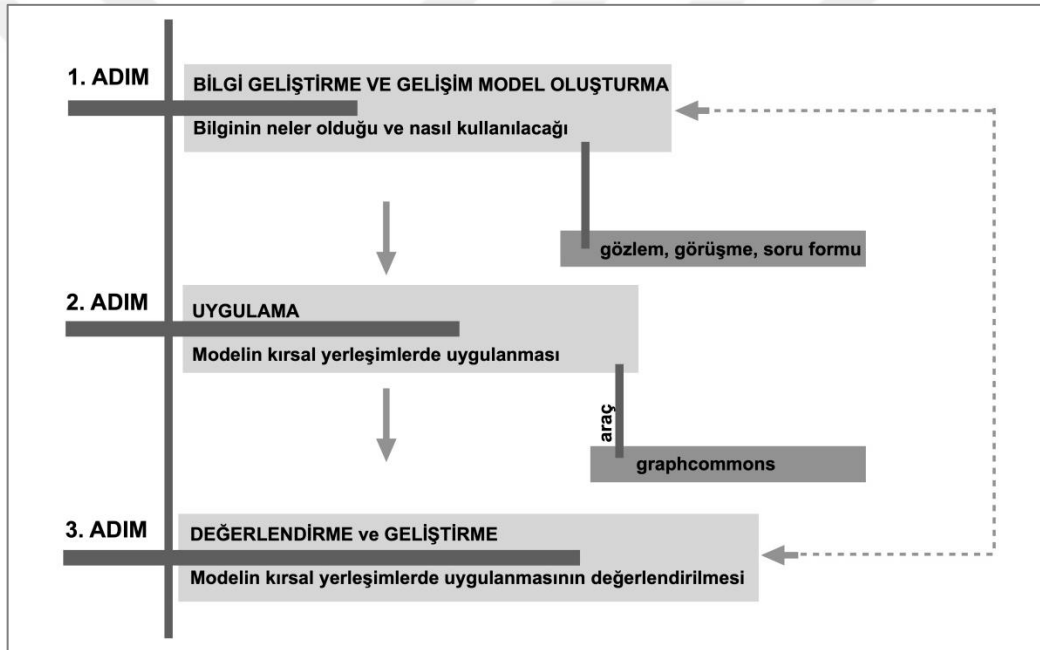 1. ADIM
BİLGİ GELİŞTİRME VE GELİŞİM MODEL OLUŞTURMA
Bilginin neler olduğu ve nasıl kullanılacağı
gözlem, görüşme, soru formu
2. ADIM
UYGULAMA
Modelin kırsal yerleşimlerde uygulanması
araç
graphcommons
3. ADIM
DEĞERLENDİRME ve GELİŞTİRME
Modelin kırsal yerleşimlerde uygulanmasının değerlendirilmesi